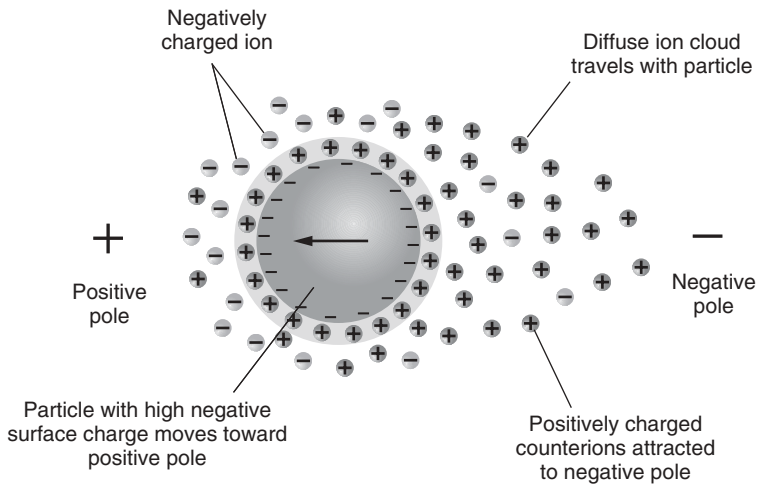 Negatively
charged ion
Diffuse ion cloud
travels with particle
+
Positive
pole
−
Negative
pole
Particle with high negative
surface charge moves toward
positive pole
Positively charged
counterions attracted
to negative pole